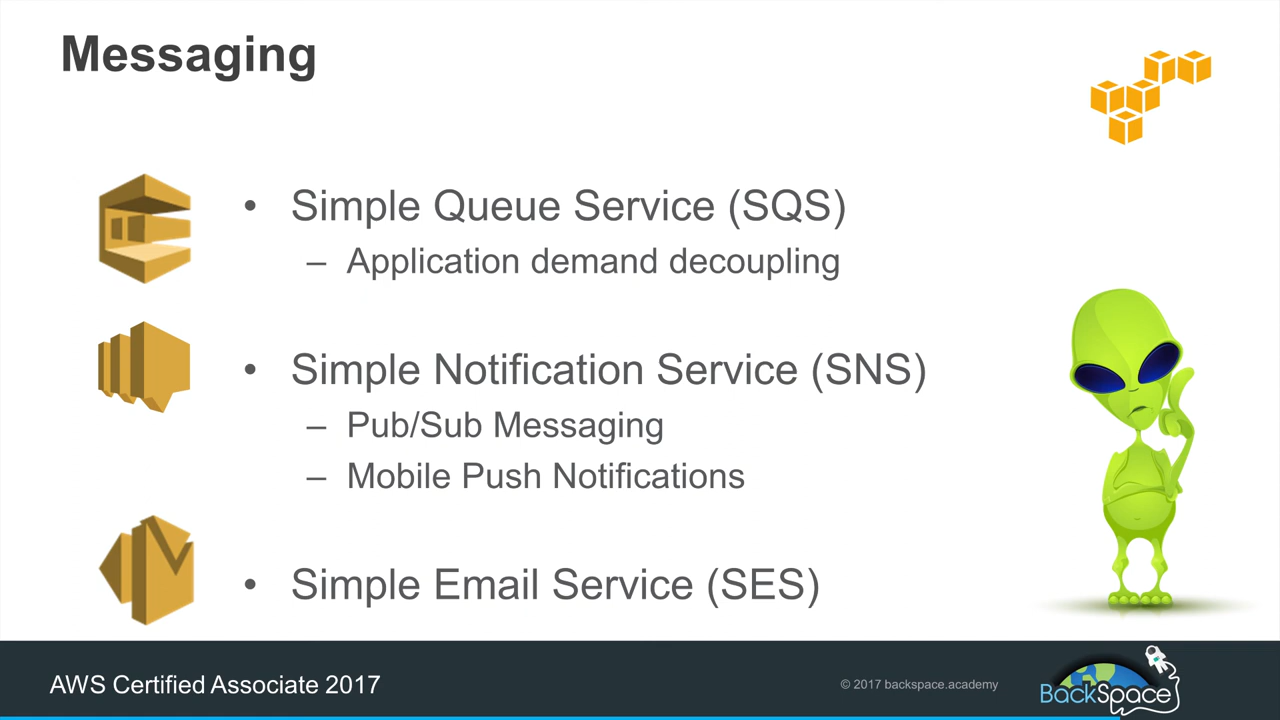 Messaging
• Simple Queue Service (SQS)
– Application demand decoupling
• Simple Notification Service (SNS)
– Pub/Sub Messaging
– Mobile Push Notifications
• Simple Email Service (SES)
AWS Certified Associate 2017
© 2017 backspace.academy
BackSpace